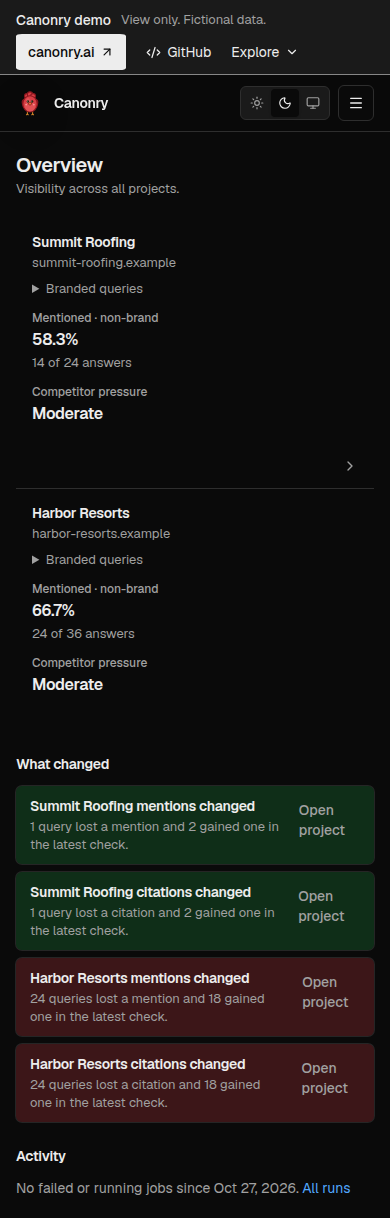 Canonry demo View only. Fictional data.
canonry.ai GitHub Explore
Canonry
Overview
Visibility across all projects.
Summit Roofing
summit-roofing.example
Branded queries
Mentioned · non-brand
58.3%
14 of 24 answers
Competitor pressure
Moderate
Harbor Resorts
harbor-resorts.example
Branded queries
Mentioned · non-brand
66.7%
24 of 36 answers
Competitor pressure
Moderate
What changed
Summit Roofing mentions changed
1 query lost a mention and 2 gained one in
the latest check.
Open
project
Summit Roofing citations changed
1 query lost a citation and 2 gained one in
the latest check.
Open
project
Harbor Resorts mentions changed
24 queries lost a mention and 18 gained
one in the latest check.
Open
project
Harbor Resorts citations changed
24 queries lost a citation and 18 gained
one in the latest check.
Open
project
Activity
No failed or running jobs since Oct 27, 2026. All runs